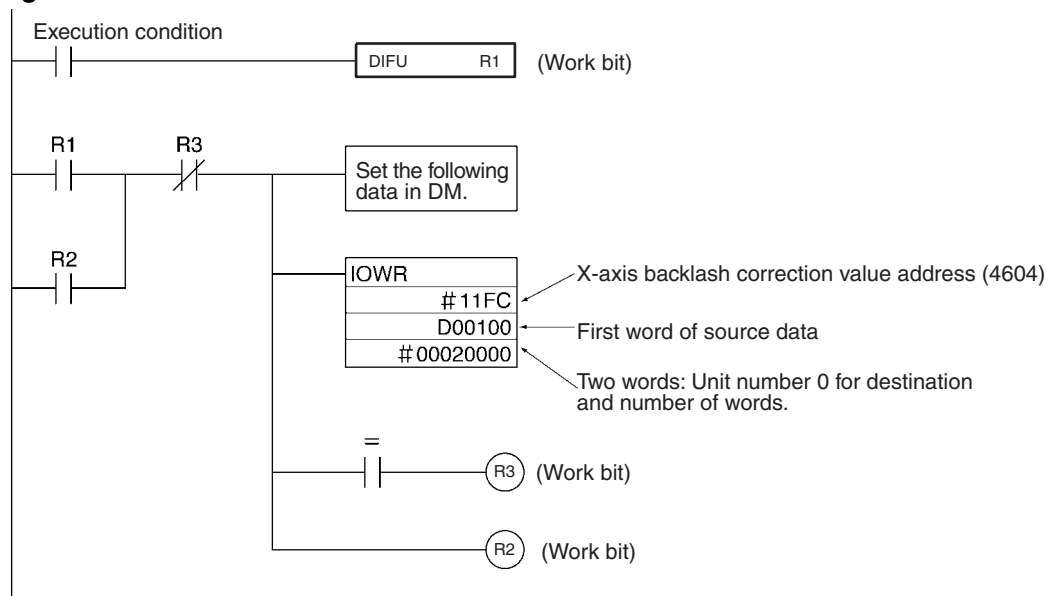 Execution condition
DIFU R1 (Work bit)
R1 R3
Set the following
data in DM.
R2
IOWR
#11FC
D00100
#00020000
X-axis backlash correction value address (4604)
First word of source data
Two words: Unit number 0 for destination
and number of words.
=
R3 (Work bit)
R2 (Work bit)